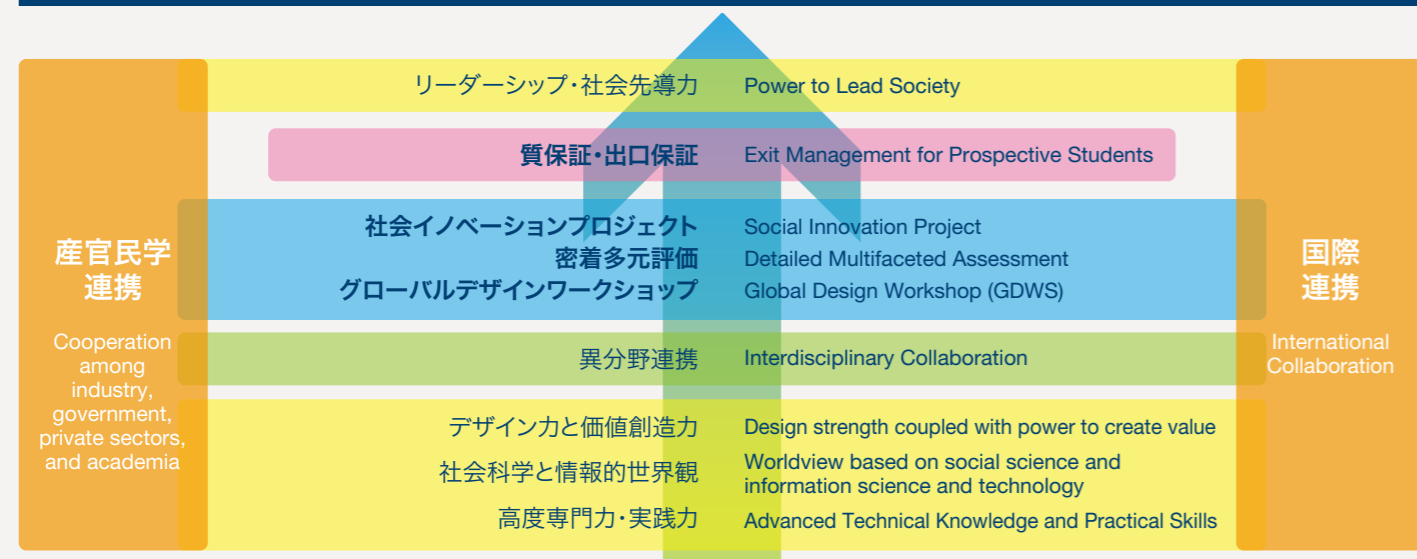 リーダーシップ・社会先導力 Power to Lead Society
質保証・出口保証 Exit Management for Prospective Students
社会イノベーションプロジェクト Social Innovation Project
密着多元評価 Detailed Multifaceted Assessment
グローバルデザインワークショップ Global Design Workshop (GDWS)
異分野連携 Interdisciplinary Collaboration
デザイン力と価値創造力 Design strength coupled with power to create value
社会科学と情報的世界観 Worldview based on social science and
information science and technology
高度専門力・実践力 Advanced Technical Knowledge and Practical Skills
産官民学
連携
Cooperation
among
industry,
government,
private sectors,
and academia
国際
連携
International
Collaboration